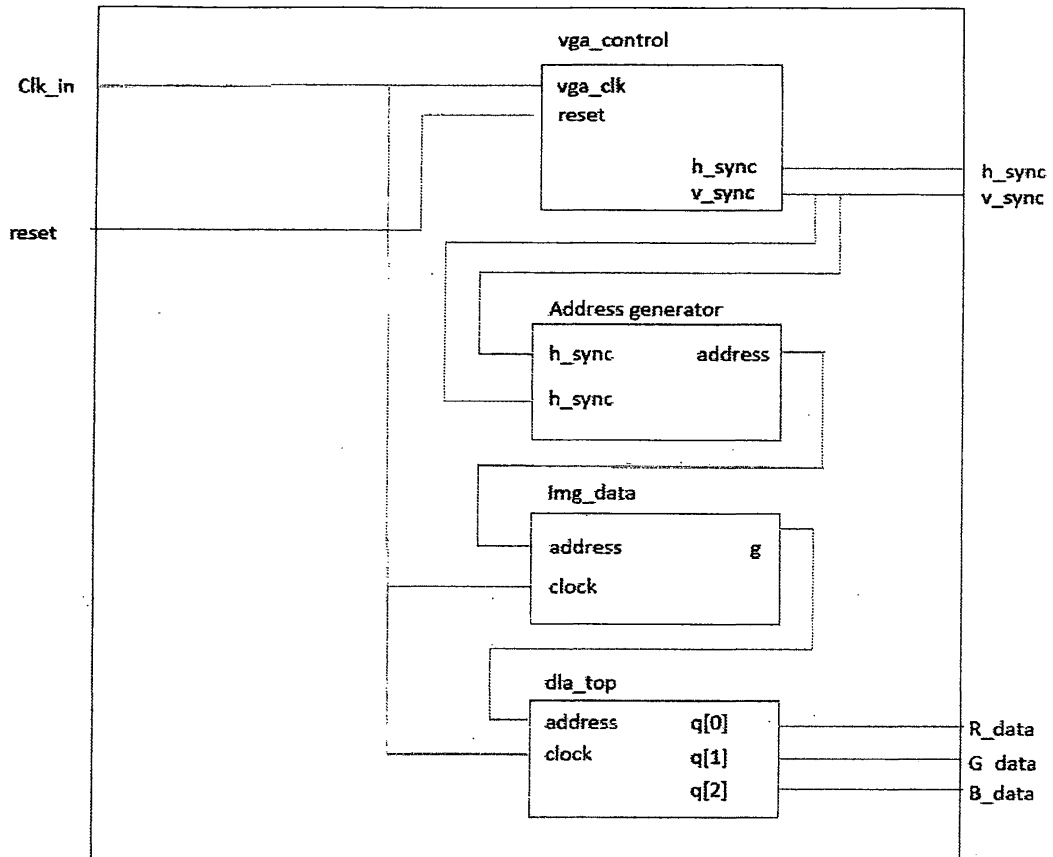 vga_control
Clk_in
vga_clk
reset
h_sync
h_sync
v_sync
v_sync
reset
Address generator
h_sync address
h_sync
Img_data
address g
clock
dla_top
address q[0]
R_data
clock q[1]
G data
q[2]
B_data